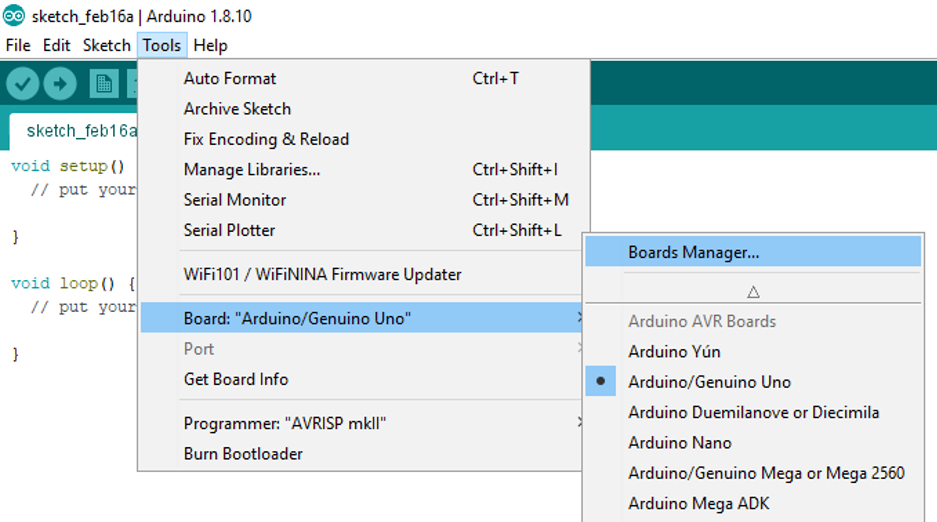 sketch_feb16a | Arduino 1.8.10
File Edit Sketch Tools Help
sketch_feb16a
void setup()
// put your
}
void loop() {
// put your
}
Auto Format Ctrl+T
Archive Sketch
Fix Encoding & Reload
Manage Libraries... Ctrl+Shift+I
Serial Monitor Ctrl+Shift+M
Serial Plotter Ctrl+Shift+L
WiFi101 / WiFiNINA Firmware Updater
Board: "Arduino/Genuino Uno"
Port
Get Board Info
Programmer: "AVRISP mkII"
Burn Bootloader
Boards Manager...
Arduino AVR Boards
Arduino Yún
Arduino/Genuino Uno
Arduino Duemilanove or Diecimila
Arduino Nano
Arduino/Genuino Mega or Mega 2560
Arduino Mega ADK